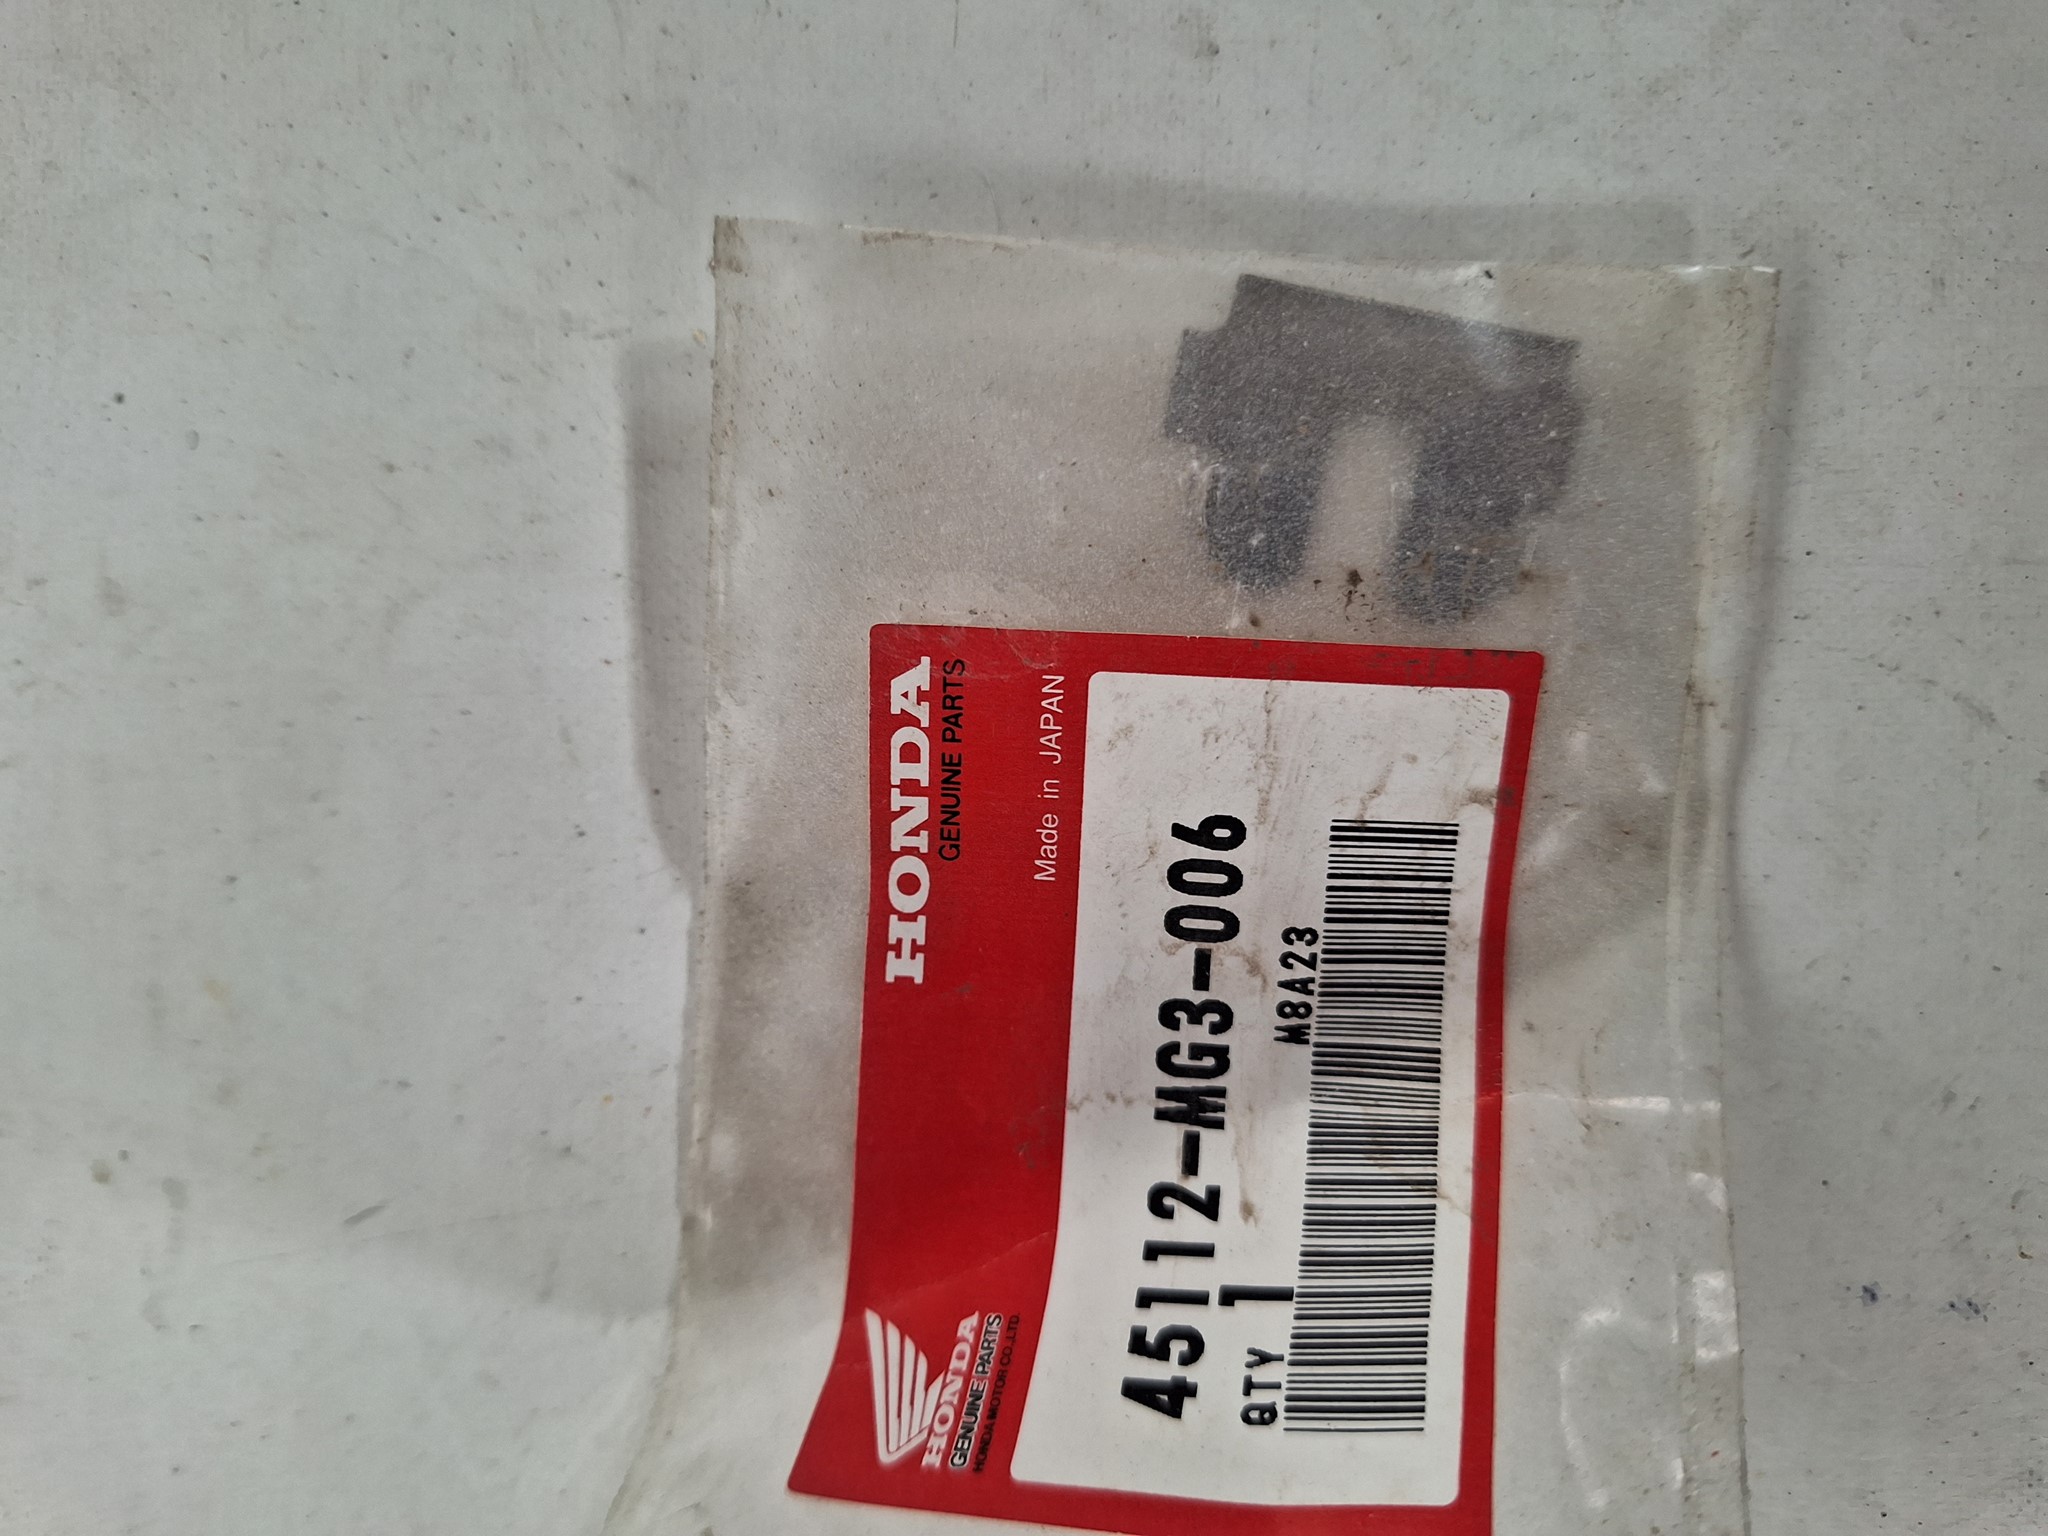 HONDA
GENUINE PARTS
HONDA MOTOR CO.,LTD.
HONDA
GENUINE PARTS
Made in JAPAN
45112-MG3-006
QTY 1
M8A23